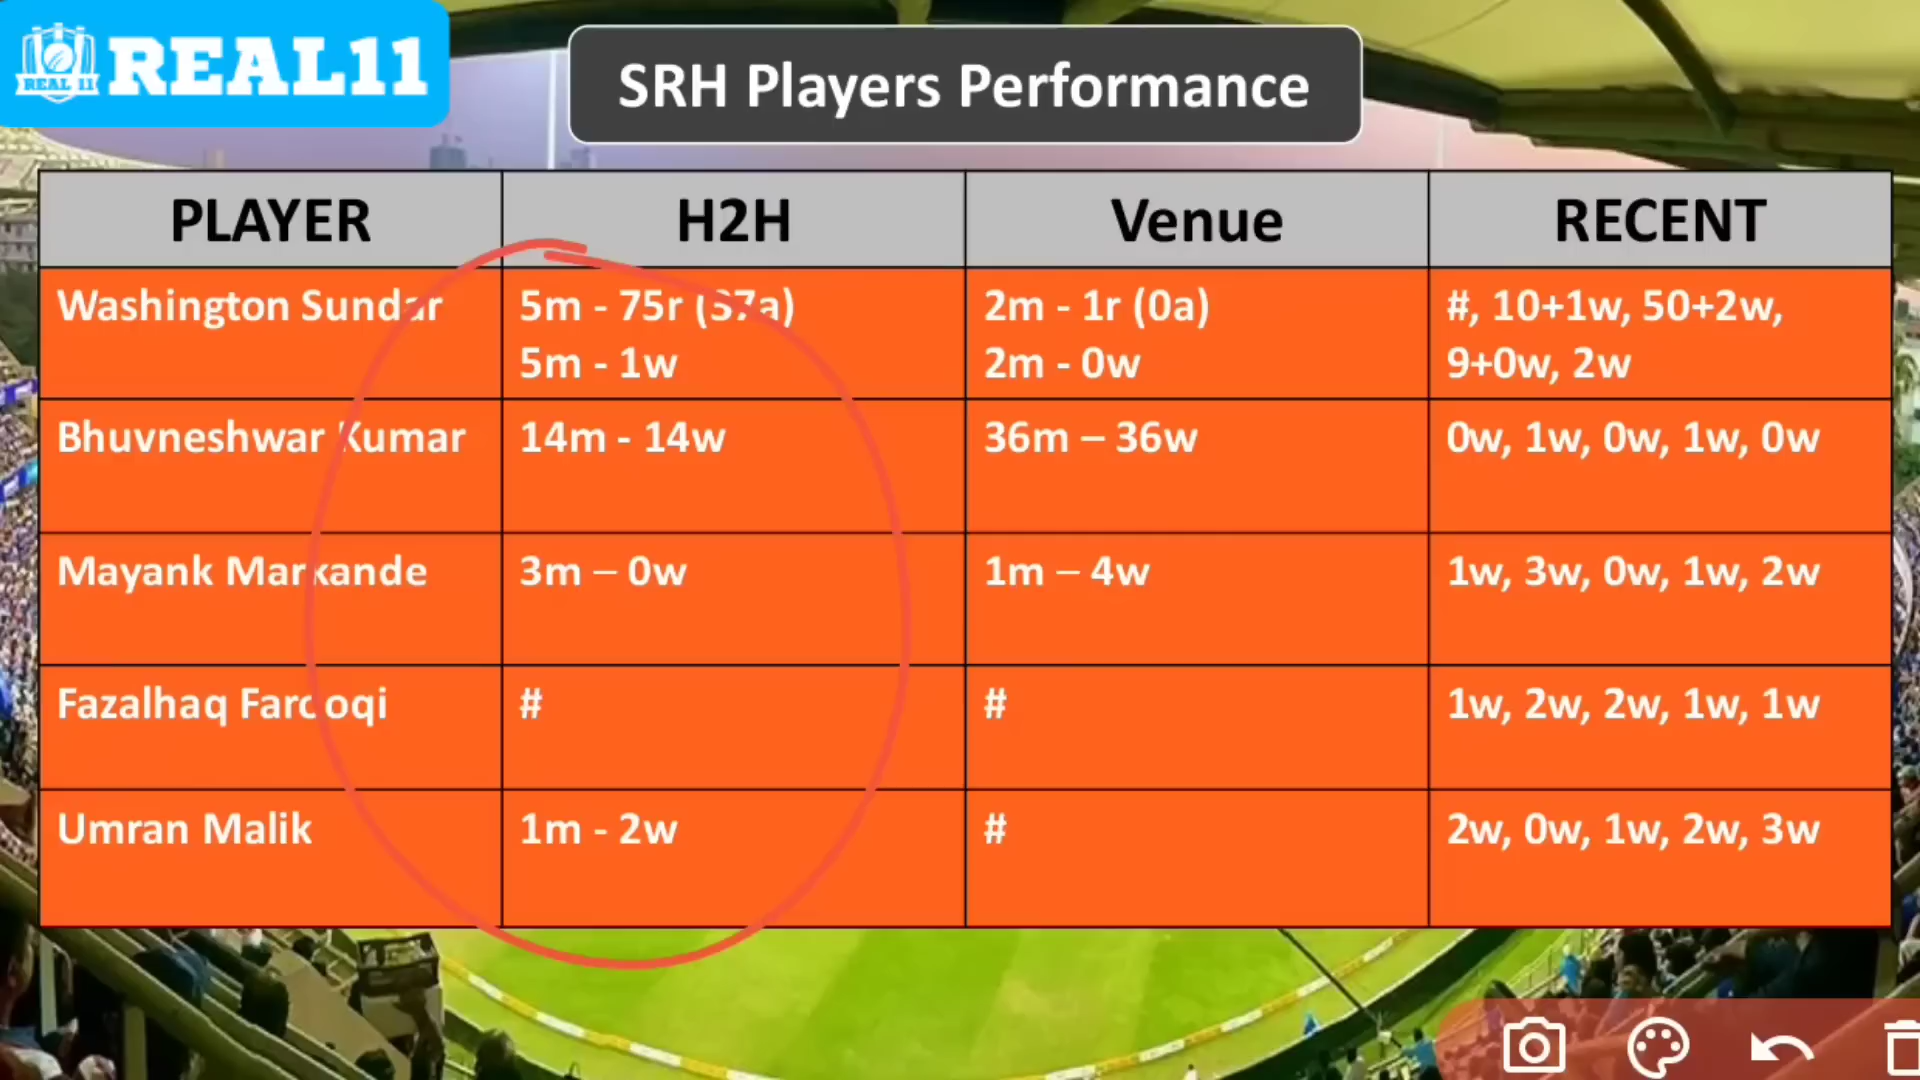 REAL 11
REAL11
SRH Players Performance
PLAYER H2H Venue RECENT
Washington Sundar 5m - 75r (37a) 2m - 1r (0a) #, 10+1w, 50+2w,
5m - 1w 2m - 0w 9+0w, 2w
Bhuvneshwar Kumar 14m - 14w 36m – 36w 0w, 1w, 0w, 1w, 0w
Mayank Markande 3m – 0w 1m – 4w 1w, 3w, 0w, 1w, 2w
Fazalhaq Farooqi # # 1w, 2w, 2w, 1w, 1w
Umran Malik 1m - 2w # 2w, 0w, 1w, 2w, 3w